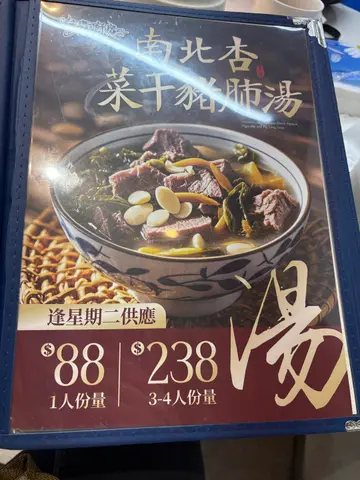 南北杏
菜干豬肺湯
逢星期二供應
$88
1人份量
$238
3-4人份量
湯